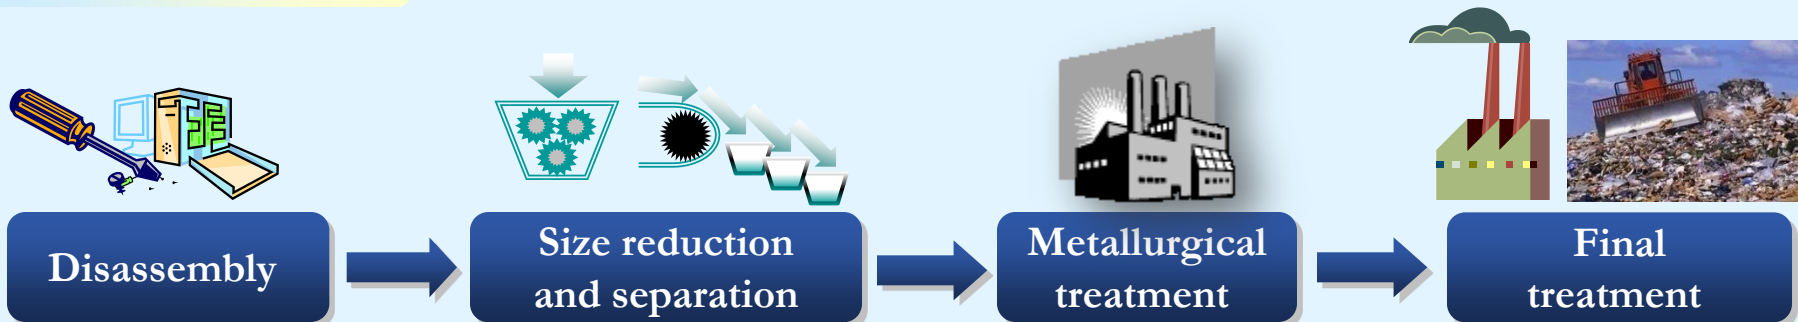 Disassembly
Size reduction
and separation
Metallurgical
treatment
Final
treatment